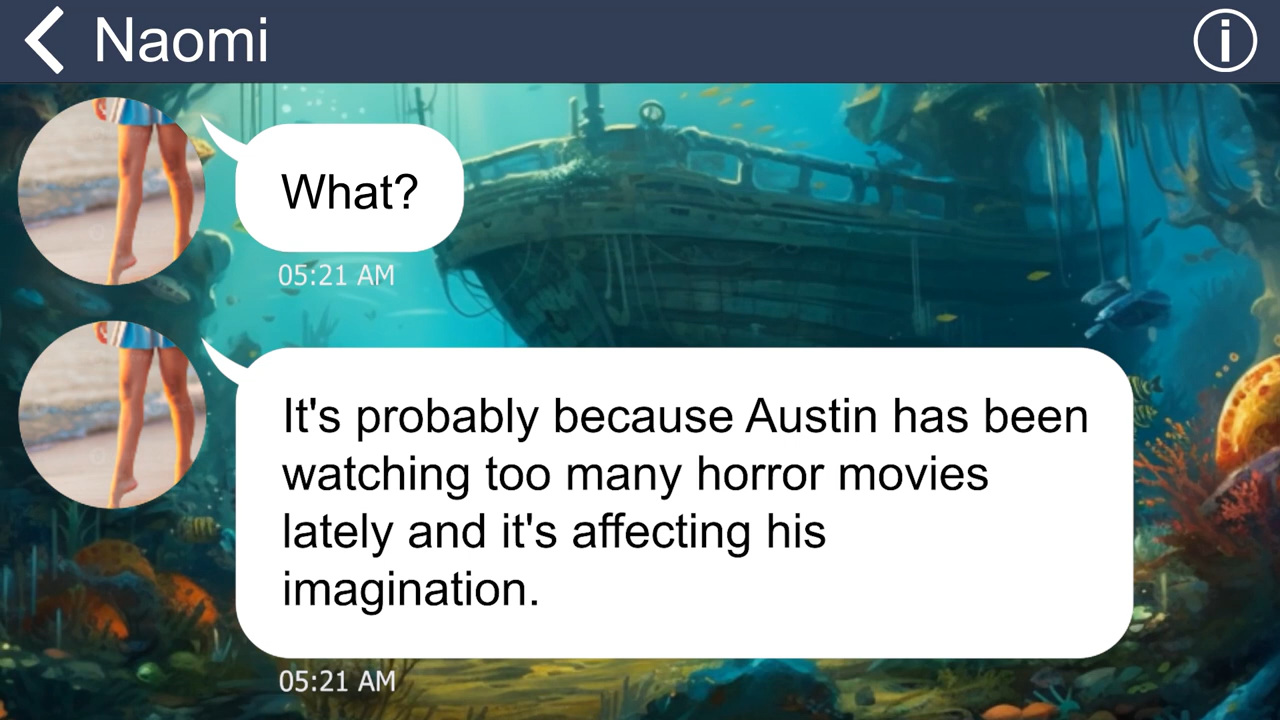 Naomi
What?
05:21 AM
It's probably because Austin has been
watching too many horror movies
lately and it's affecting his
imagination.
05:21 AM